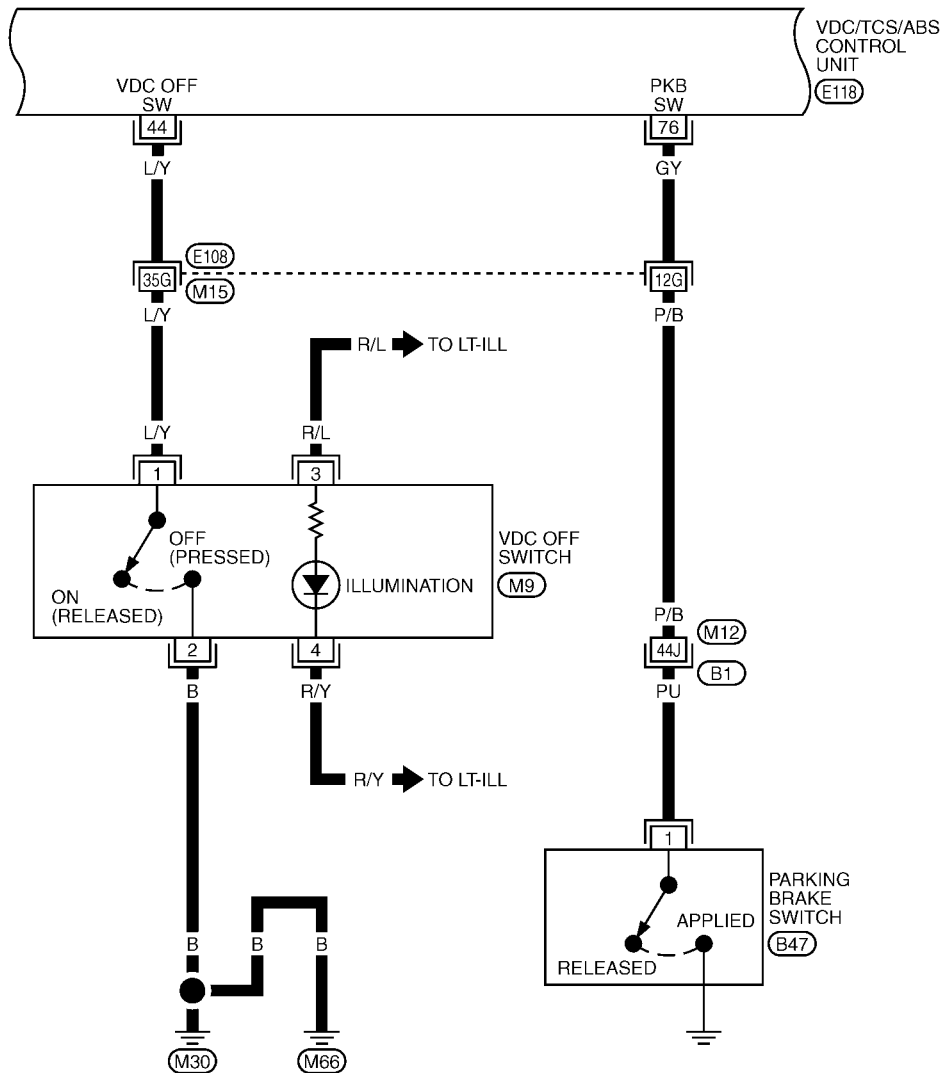 VDC/TCS/ABS
CONTROL
UNIT
E118
VDC OFF
SW
PKB
SW
44
76
L/Y
GY
E108
35G
12G
M15
L/Y
P/B
R/L
TO LT-ILL
L/Y
R/L
1
3
OFF
(PRESSED)
ON
(RELEASED)
ILLUMINATION
VDC OFF
SWITCH
M9
P/B
M12
2
4
44J
B1
B
R/Y
PU
R/Y
TO LT-ILL
1
PARKING
BRAKE
SWITCH
B47
APPLIED
RELEASED
B
B
B
M30
M66